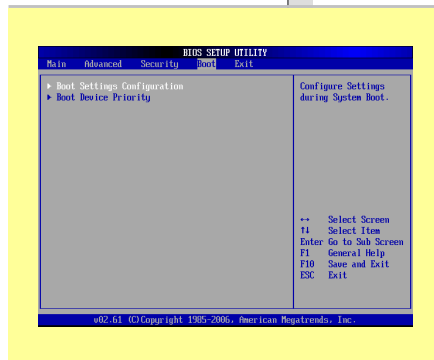 BIOS SETUP UTILITY
Main Advanced Security Boot Exit
Boot Settings Configuration
Boot Device Priority
Configure Settings
during System Boot.
↔ Select Screen
↑↓ Select Item
Enter Go to Sub Screen
F1 General Help
F10 Save and Exit
ESC Exit
v02.61 (C)Copyright 1985-2006, American Megatrends, Inc.